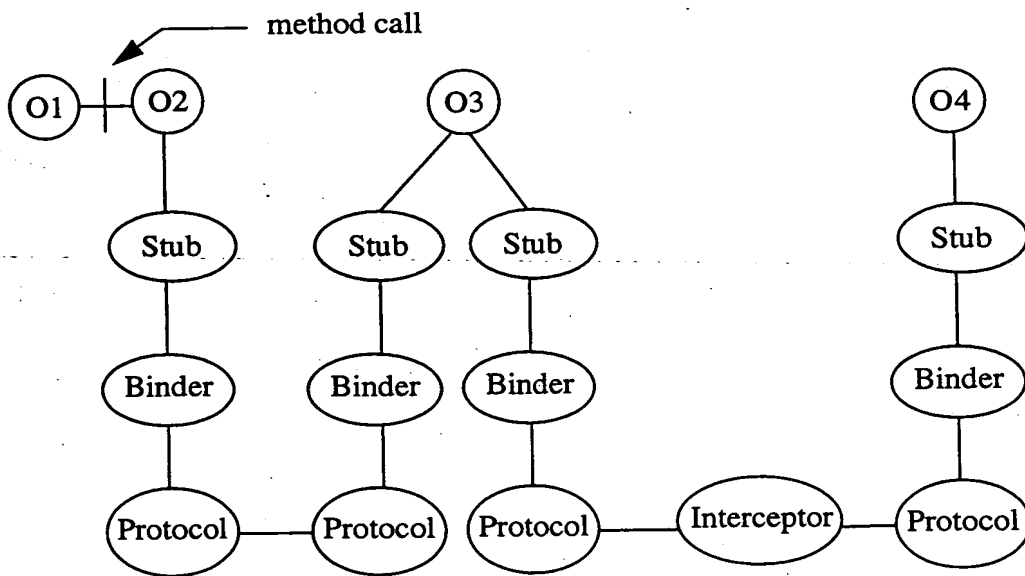 method call
O1
O2
O3
O4
Stub
Stub
Stub
Stub
Binder
Binder
Binder
Binder
Protocol
Protocol
Protocol
Interceptor
Protocol